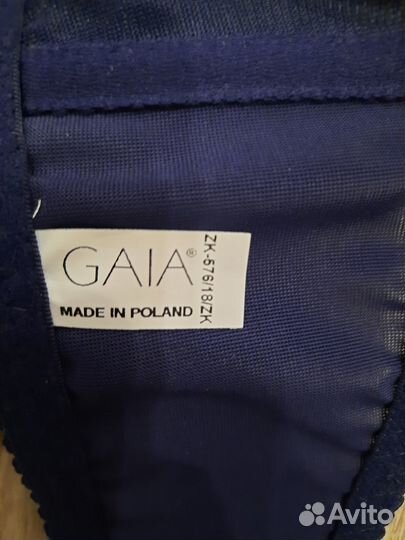 GAIA®
MADE IN POLAND
ZK-576/18/ZK
Avito